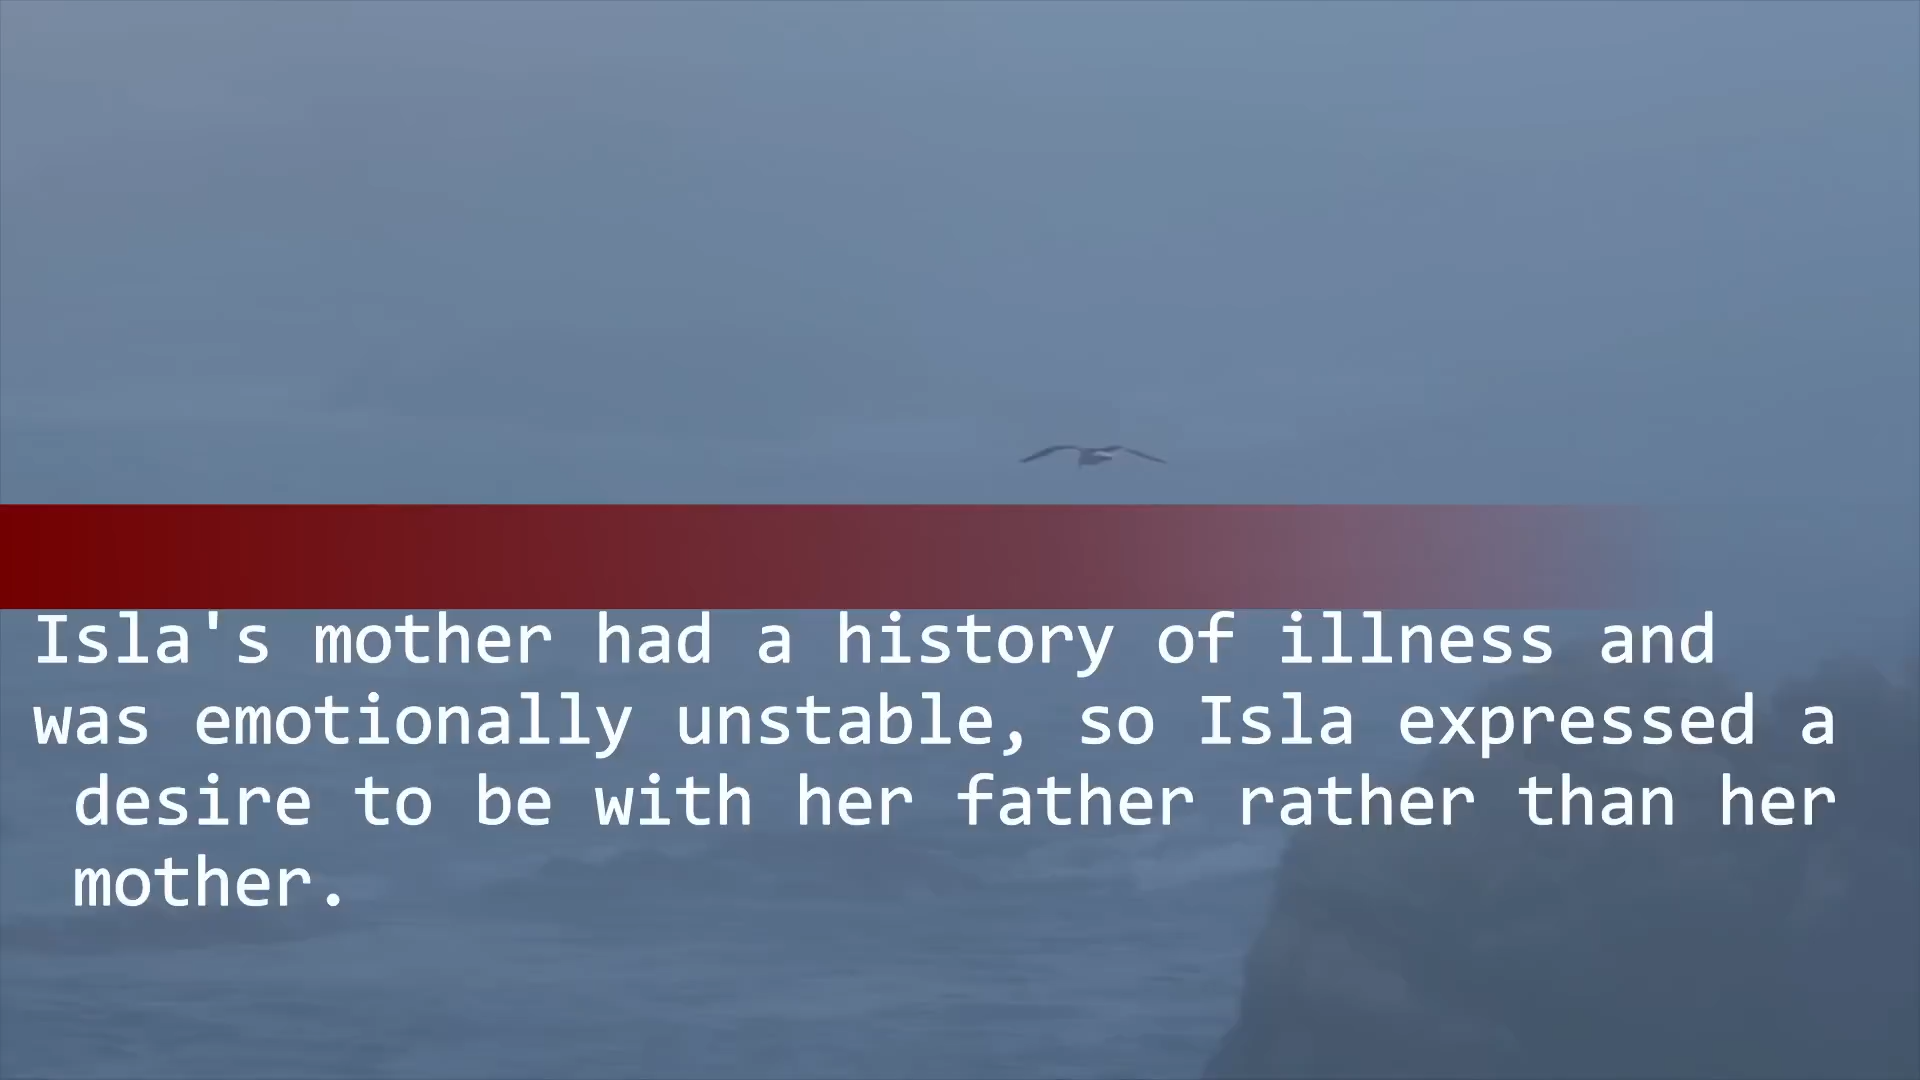 Isla's mother had a history of illness and
was emotionally unstable, so Isla expressed a
desire to be with her father rather than her
mother.